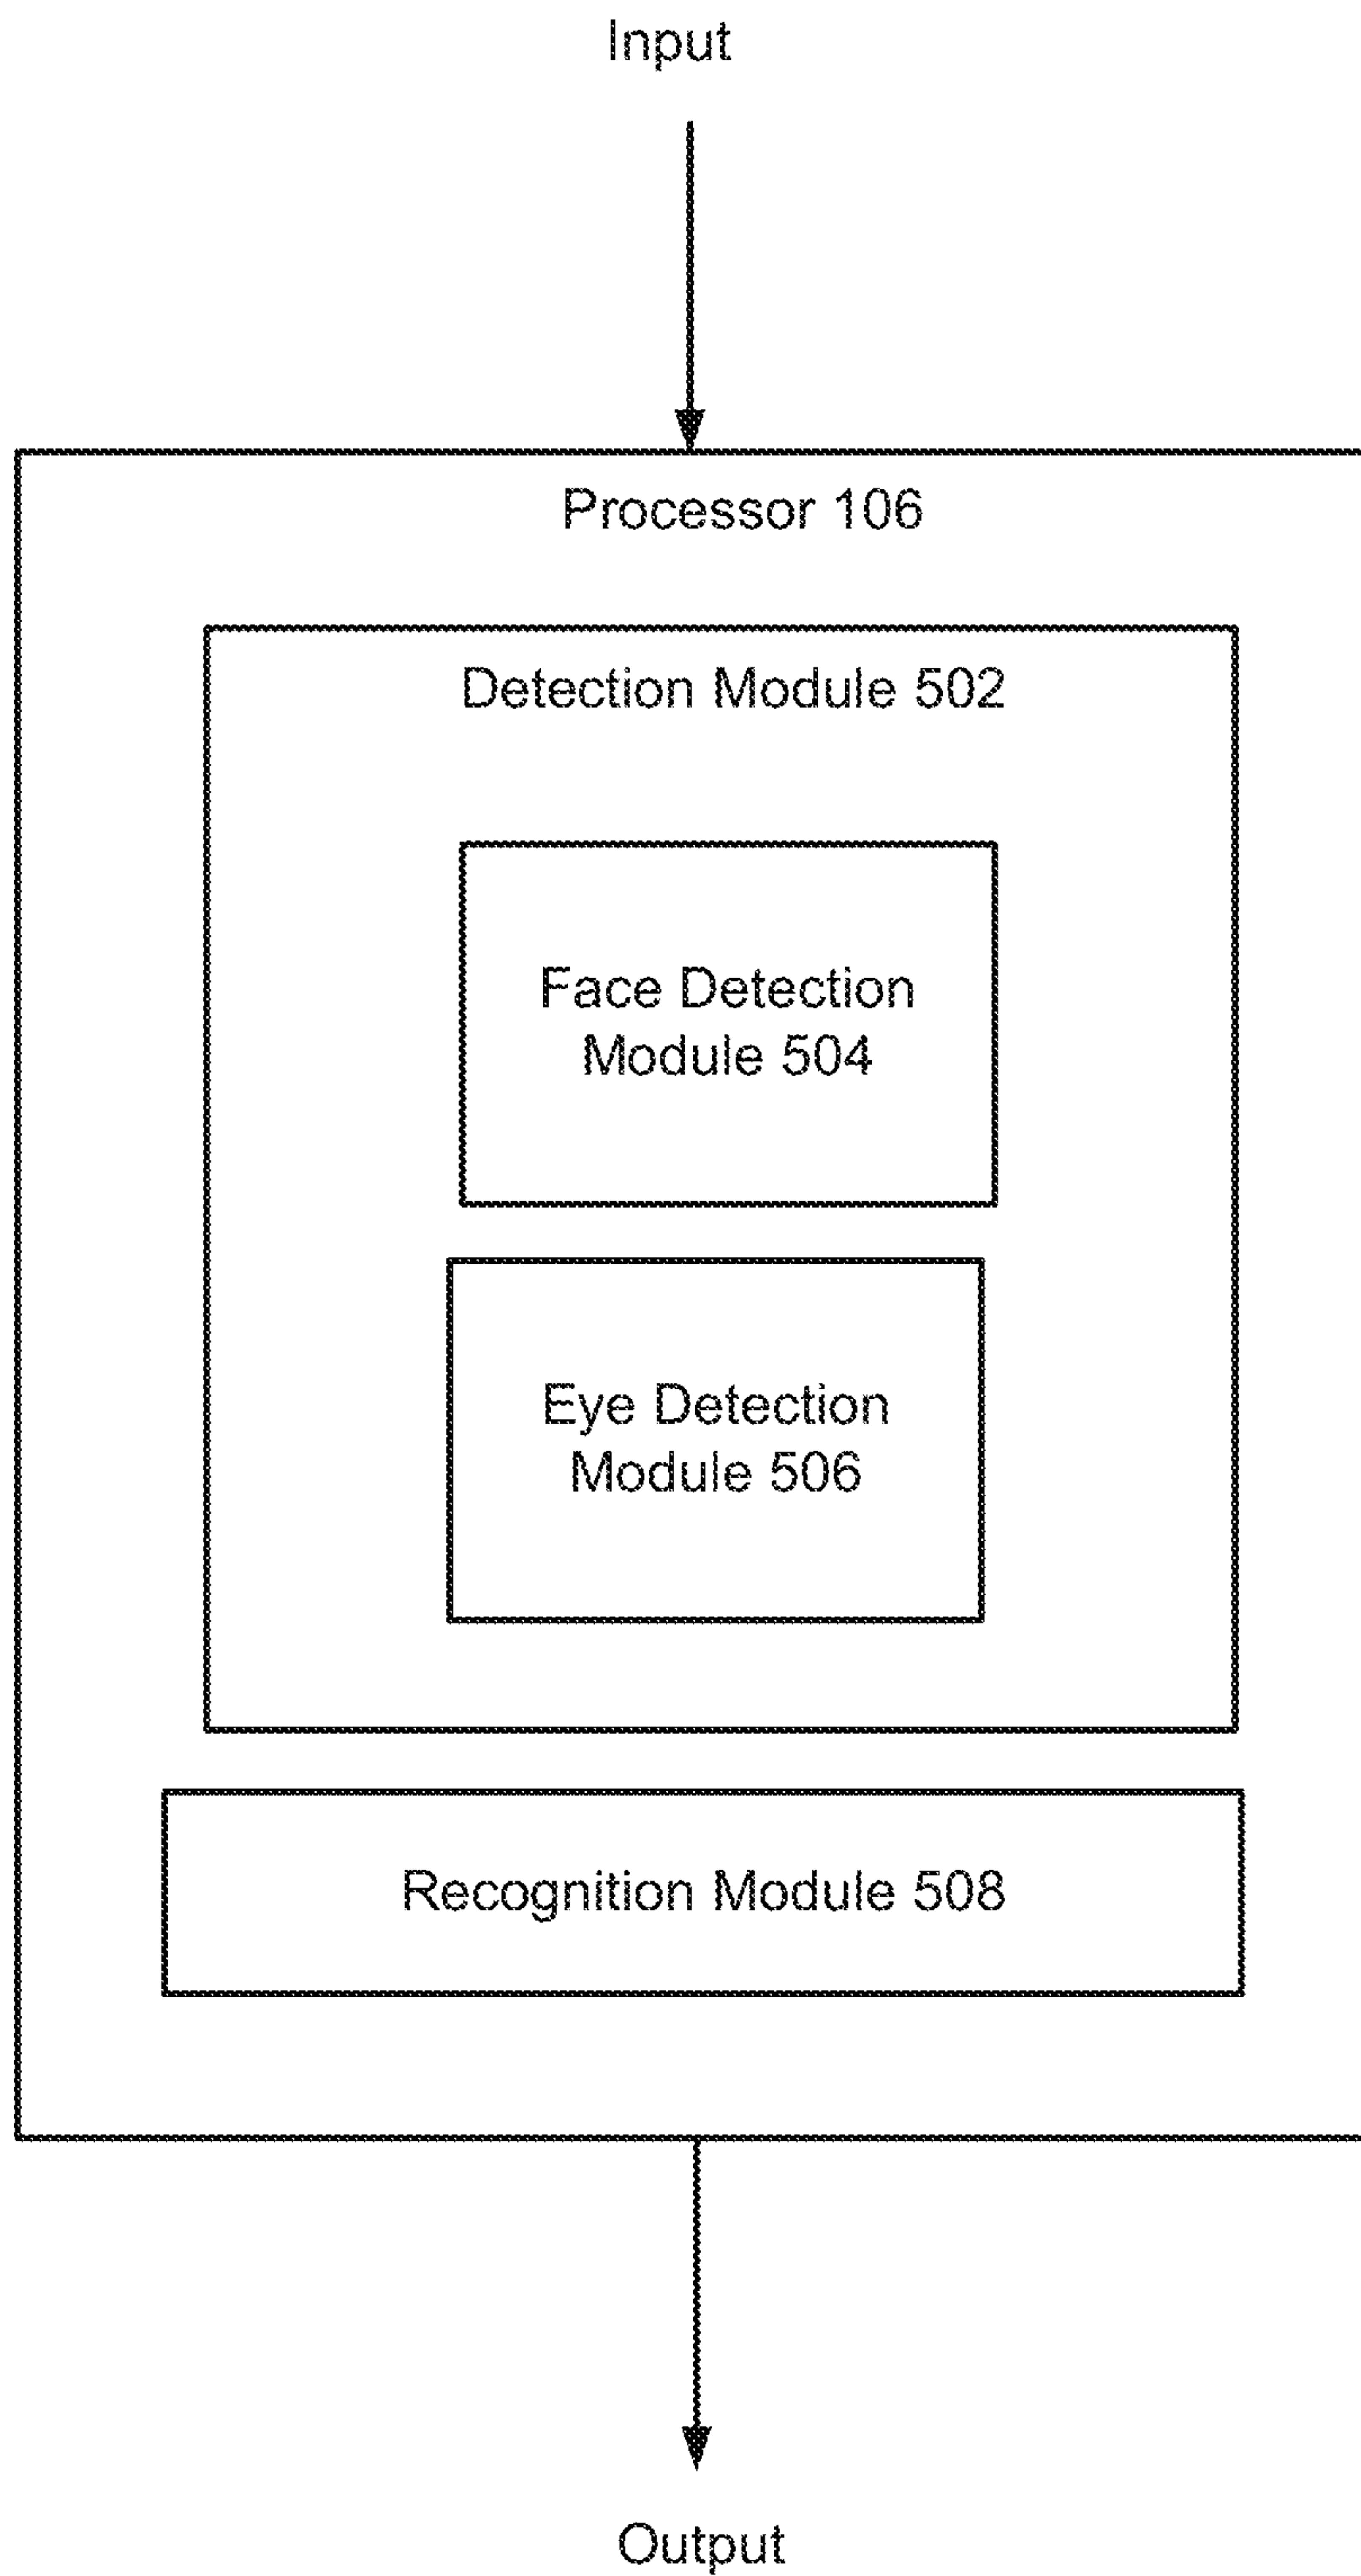 Input
Processor 106
Detection Module 502
Face Detection
Module 504
Eye Detection
Module 506
Recognition Module 508
Output